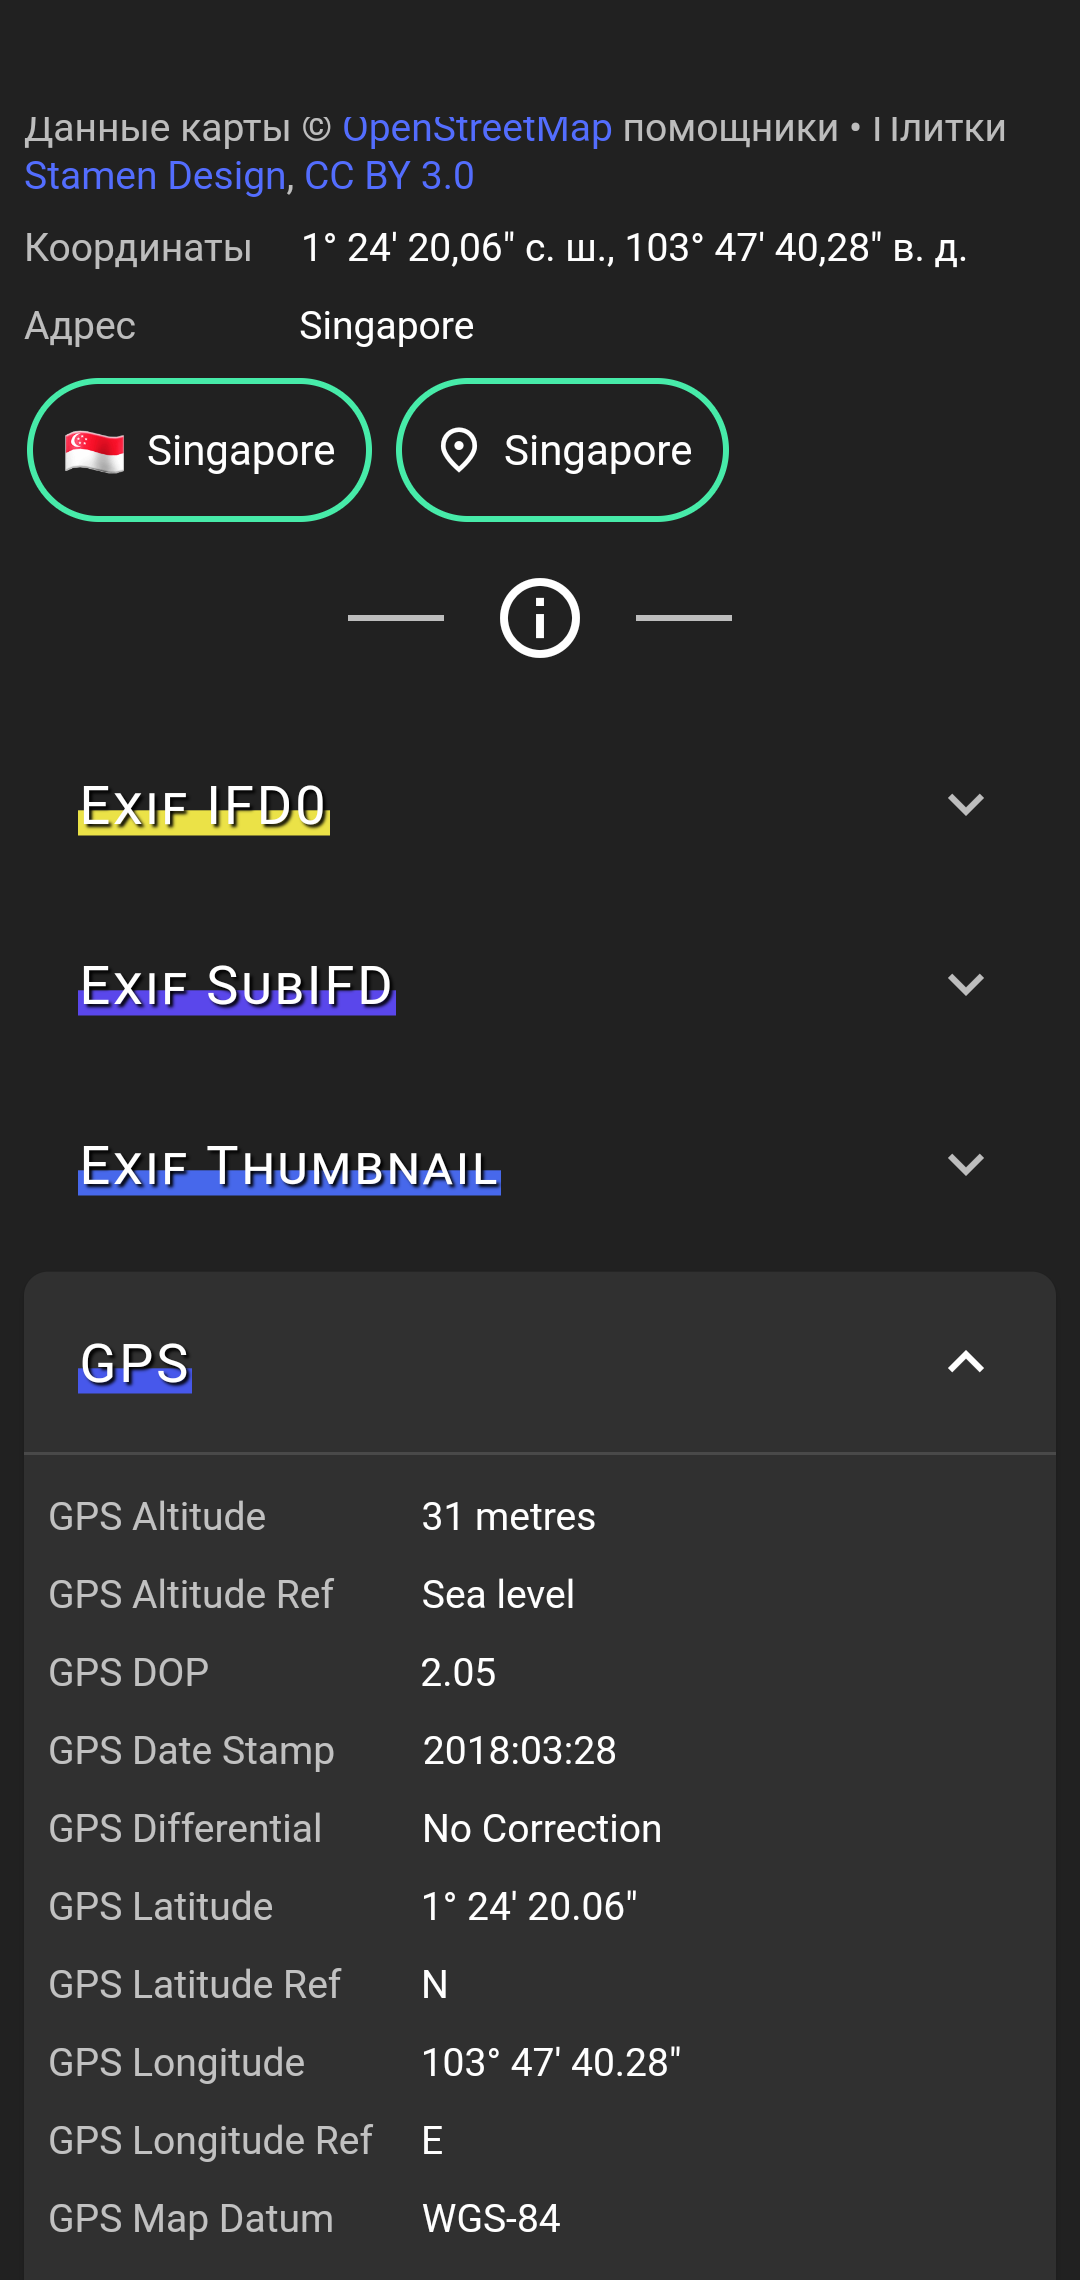 Данные карты © OpenStreetMap помощники • Плитки
Stamen Design, CC BY 3.0
Координаты 1° 24' 20,06" с. ш., 103° 47' 40,28" в. д.
Адрес Singapore
Singapore Singapore
Exif IFD0
Exif SubIFD
Exif Thumbnail
GPS
GPS Altitude 31 metres
GPS Altitude Ref Sea level
GPS DOP 2.05
GPS Date Stamp 2018:03:28
GPS Differential No Correction
GPS Latitude 1° 24' 20.06"
GPS Latitude Ref N
GPS Longitude 103° 47' 40.28"
GPS Longitude Ref E
GPS Map Datum WGS-84